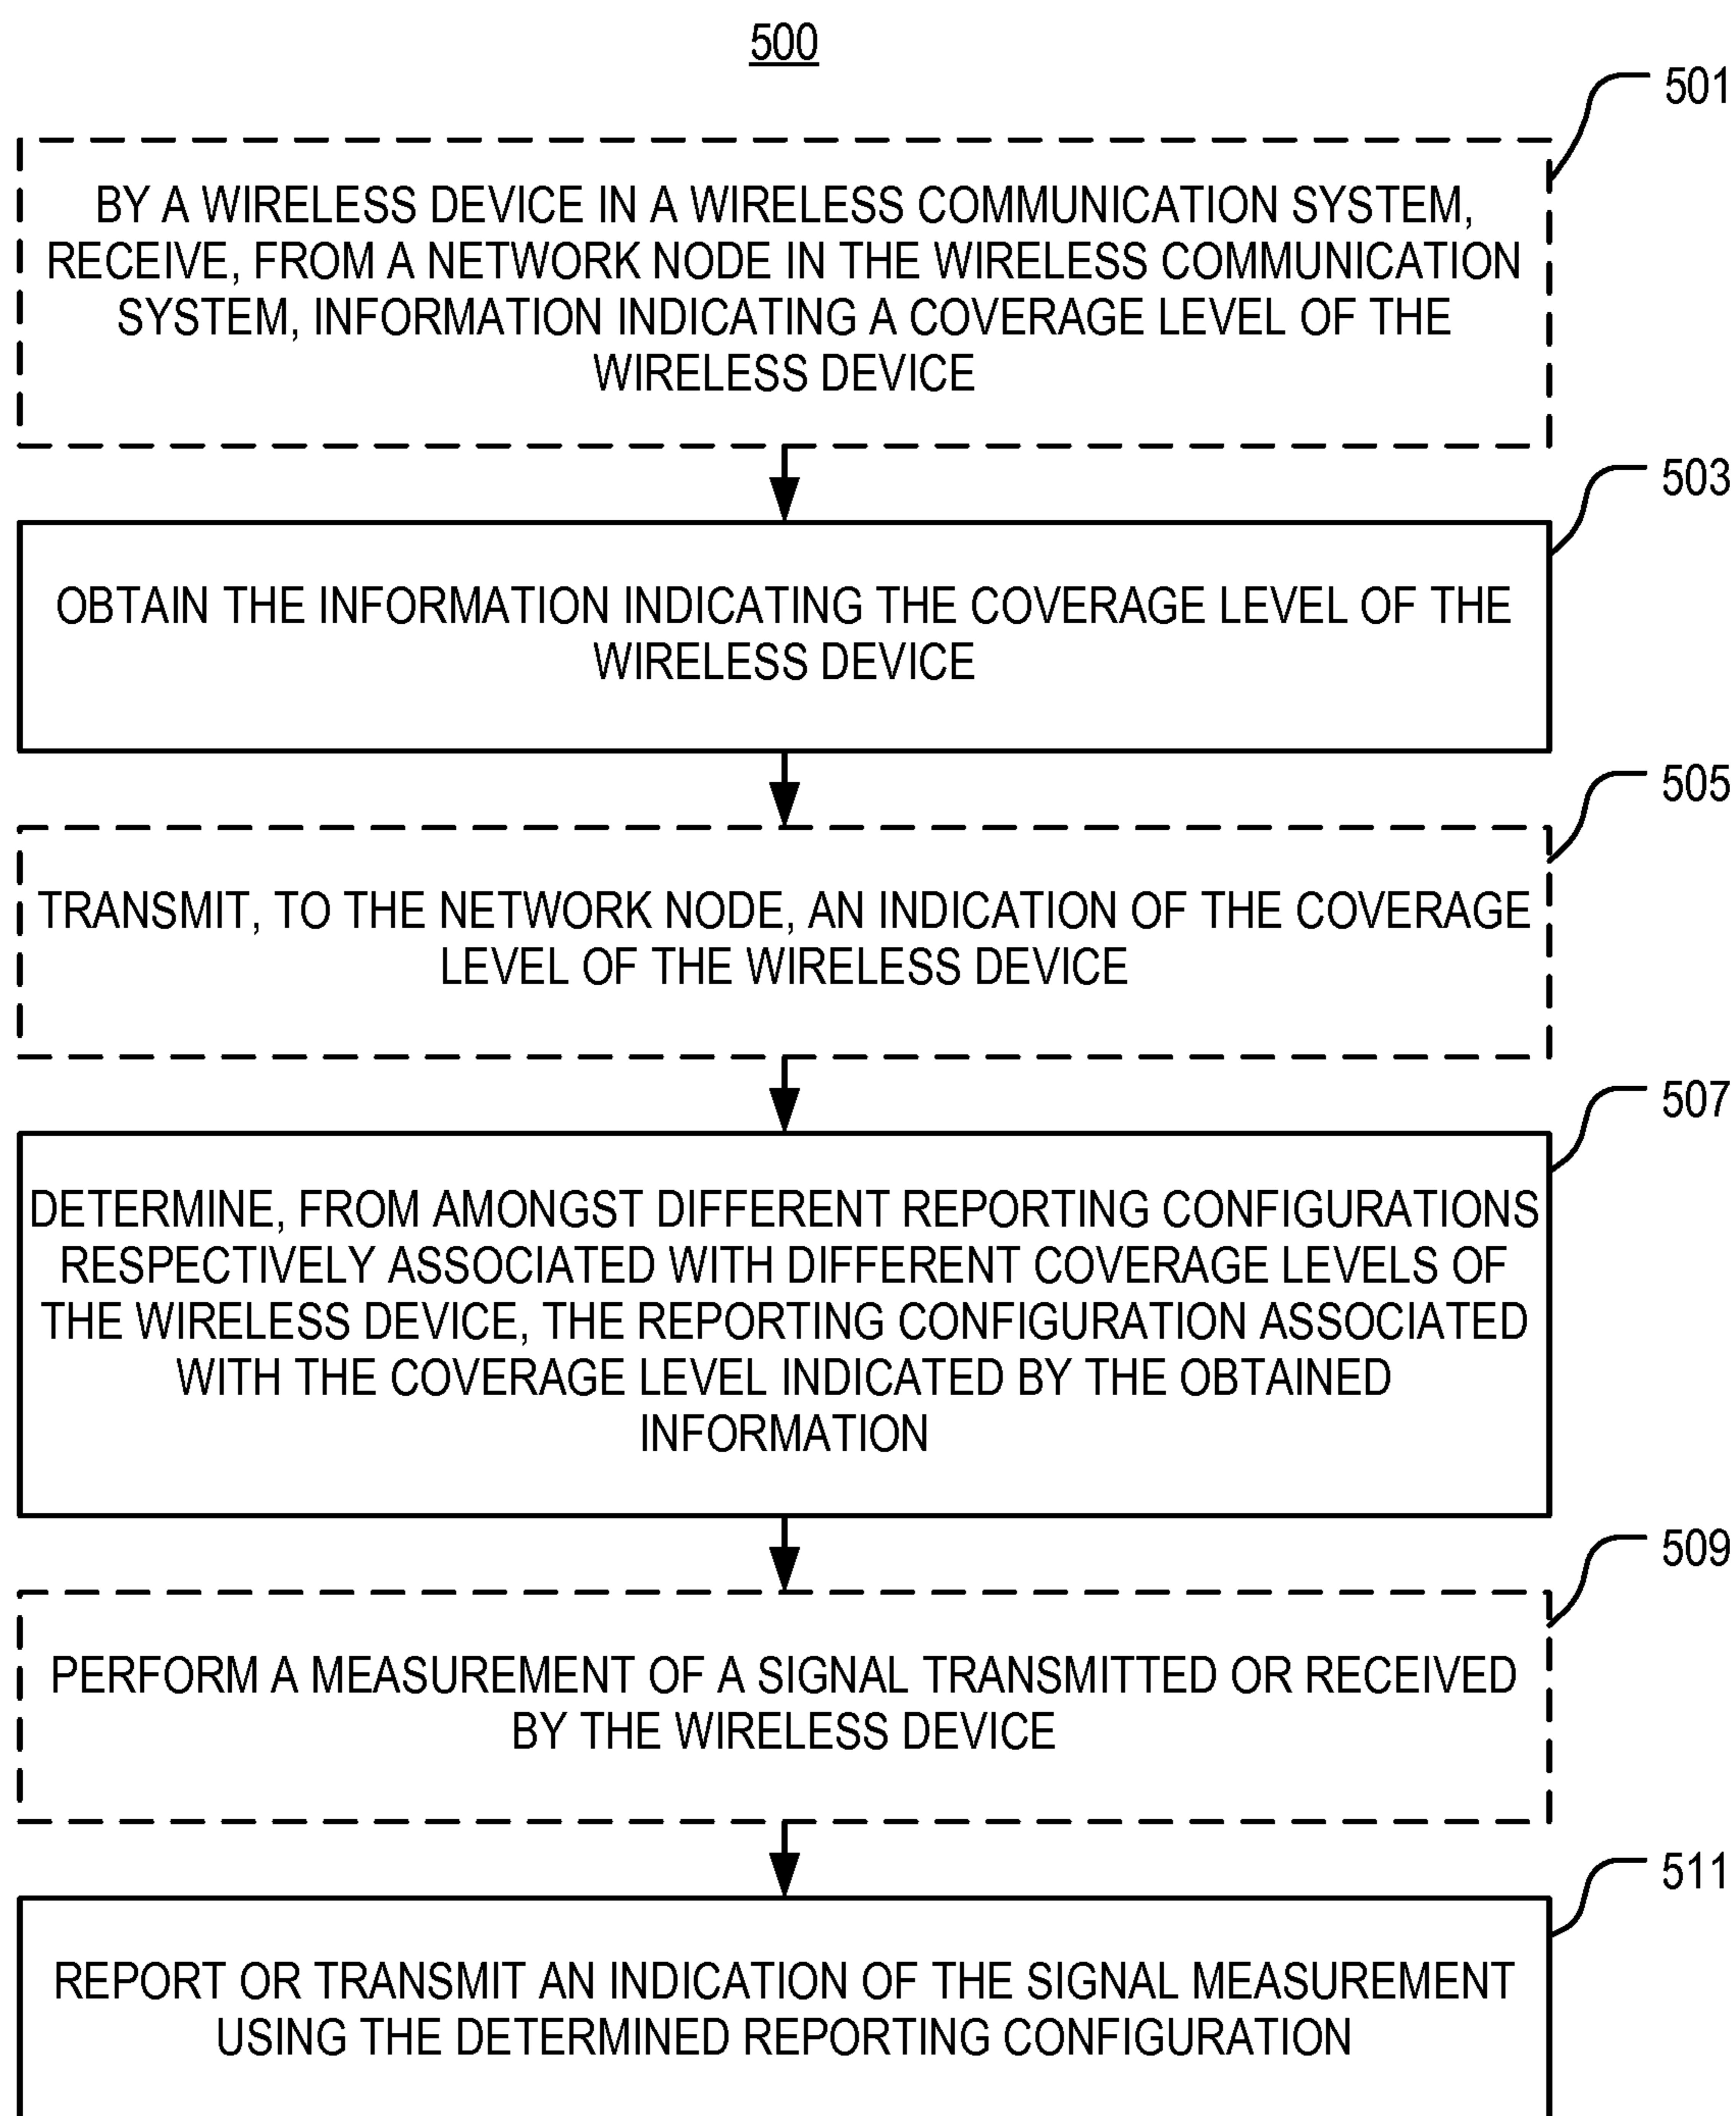 500
501
BY A WIRELESS DEVICE IN A WIRELESS COMMUNICATION SYSTEM,
RECEIVE, FROM A NETWORK NODE IN THE WIRELESS COMMUNICATION
SYSTEM, INFORMATION INDICATING A COVERAGE LEVEL OF THE
WIRELESS DEVICE
503
OBTAIN THE INFORMATION INDICATING THE COVERAGE LEVEL OF THE
WIRELESS DEVICE
505
TRANSMIT, TO THE NETWORK NODE, AN INDICATION OF THE COVERAGE
LEVEL OF THE WIRELESS DEVICE
507
DETERMINE, FROM AMONGST DIFFERENT REPORTING CONFIGURATIONS
RESPECTIVELY ASSOCIATED WITH DIFFERENT COVERAGE LEVELS OF
THE WIRELESS DEVICE, THE REPORTING CONFIGURATION ASSOCIATED
WITH THE COVERAGE LEVEL INDICATED BY THE OBTAINED
INFORMATION
509
PERFORM A MEASUREMENT OF A SIGNAL TRANSMITTED OR RECEIVED
BY THE WIRELESS DEVICE
511
REPORT OR TRANSMIT AN INDICATION OF THE SIGNAL MEASUREMENT
USING THE DETERMINED REPORTING CONFIGURATION